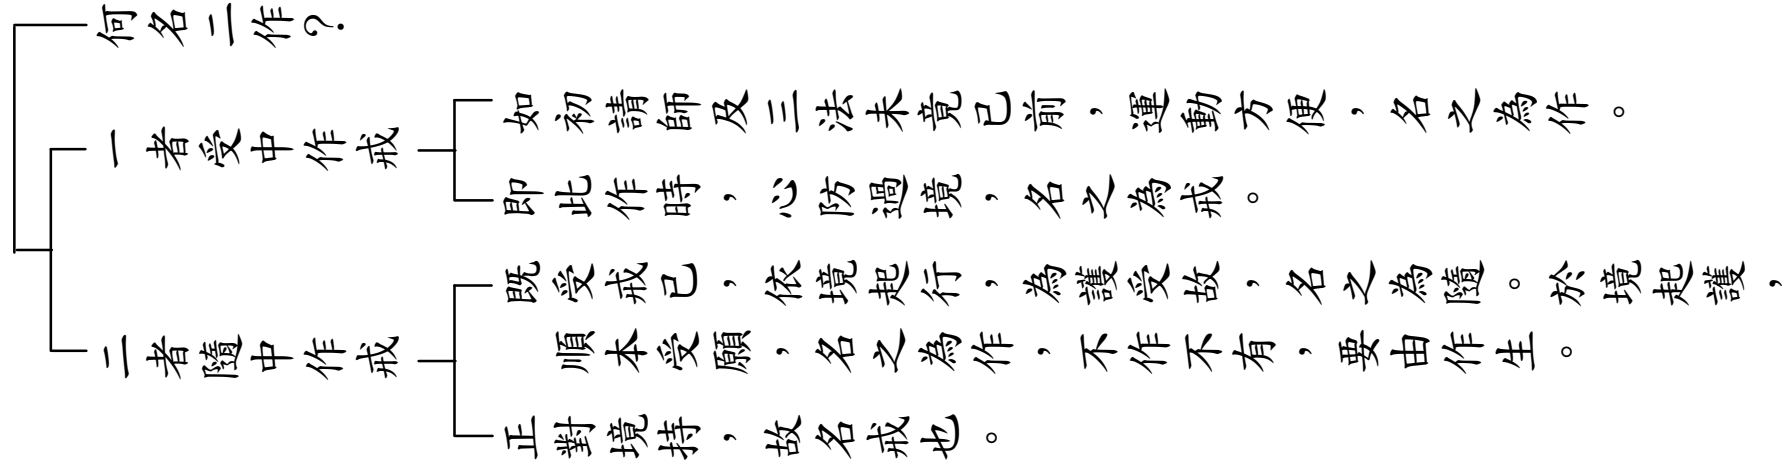 何名二作？
一者受中作戒
如初請師及三法未竟已前，運動方便，名之為作。
即此作時，心防過境，名之為戒。
二者隨中作戒
既受戒已，依境起行，為護受故，名之為隨。於境起護，
順本受願，名之為作，不作不有，要由作生。
正對境持，故名戒也。